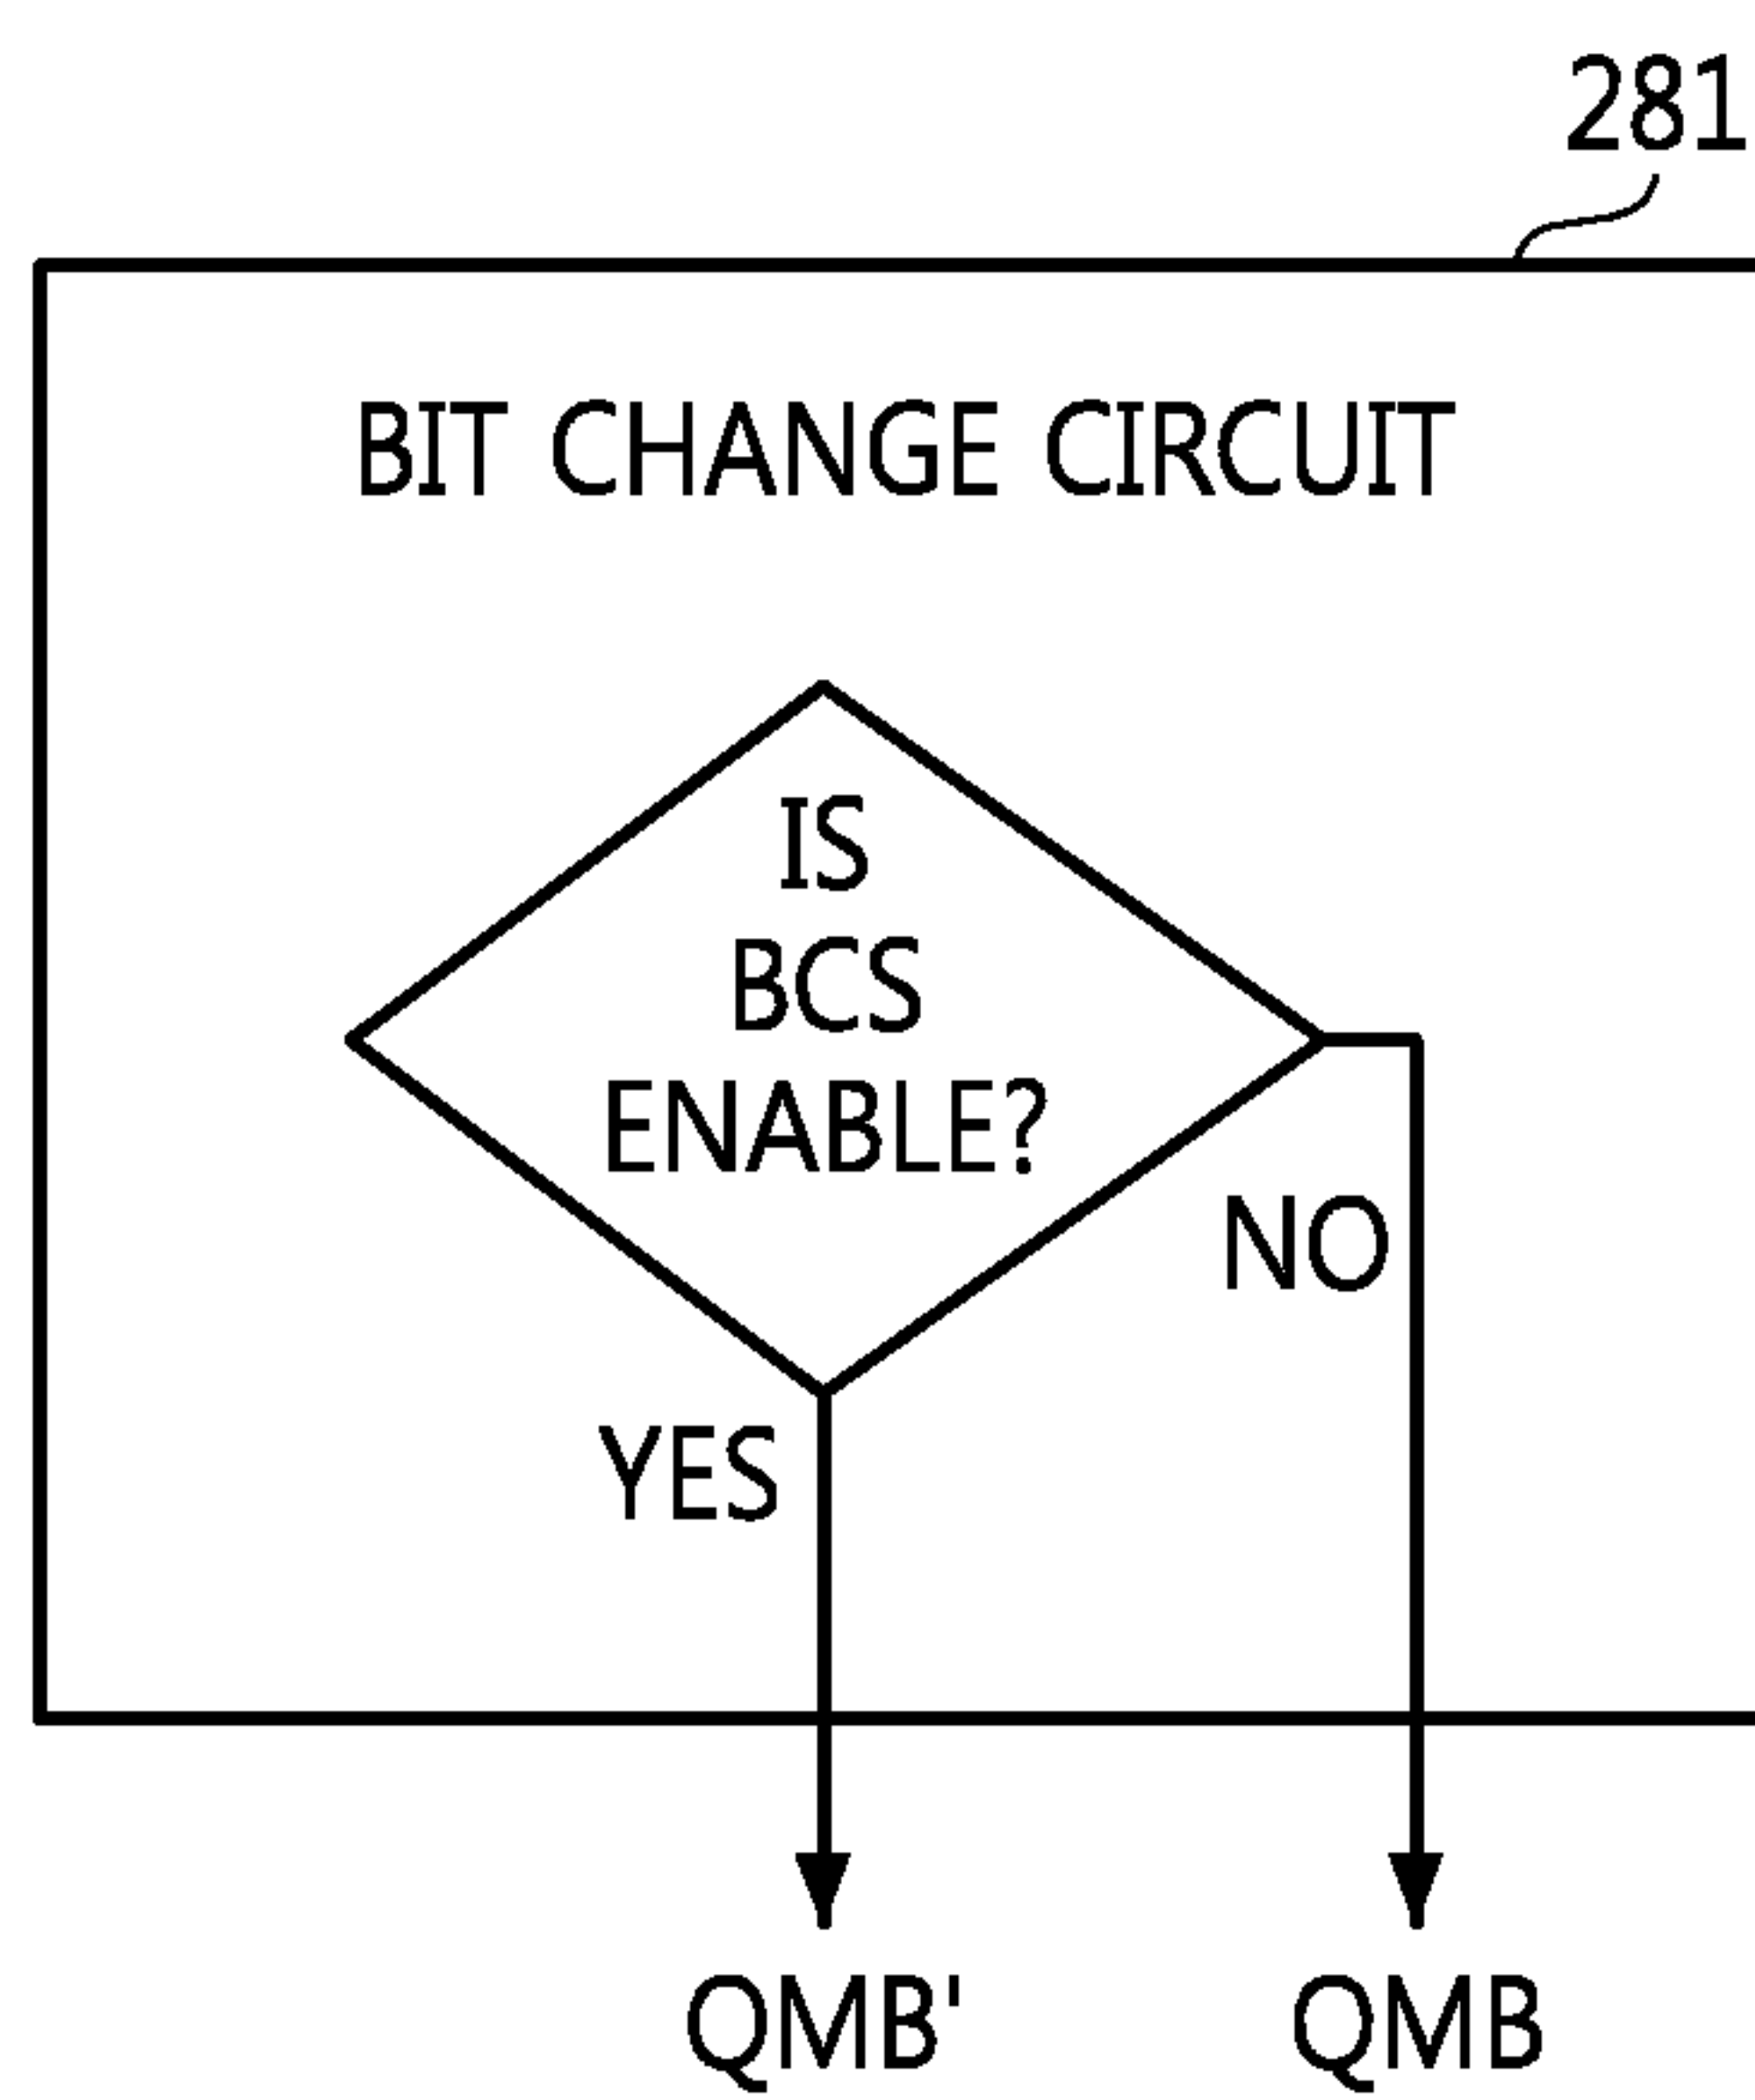 281
BIT CHANGE CIRCUIT
IS
BCS
ENABLE?
NO
YES
QMB' QMB